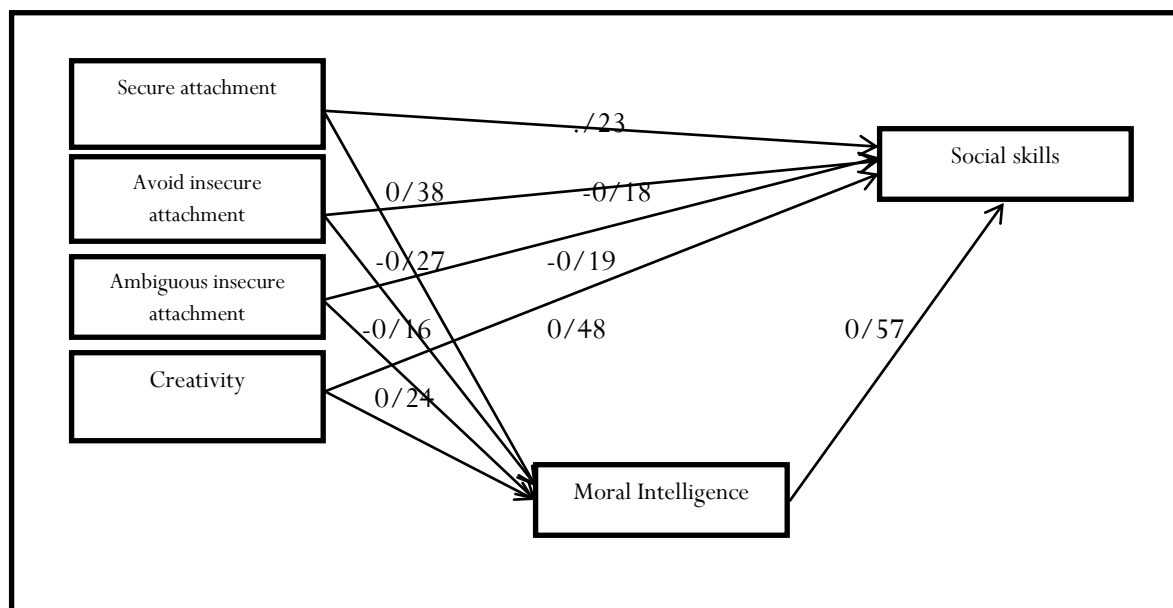 Secure attachment
./23
Social skills
Avoid insecure
attachment
0/38
-0/18
-0/27
-0/19
Ambiguous insecure
attachment
-0/16
0/48
0/57
Creativity
0/24
Moral Intelligence